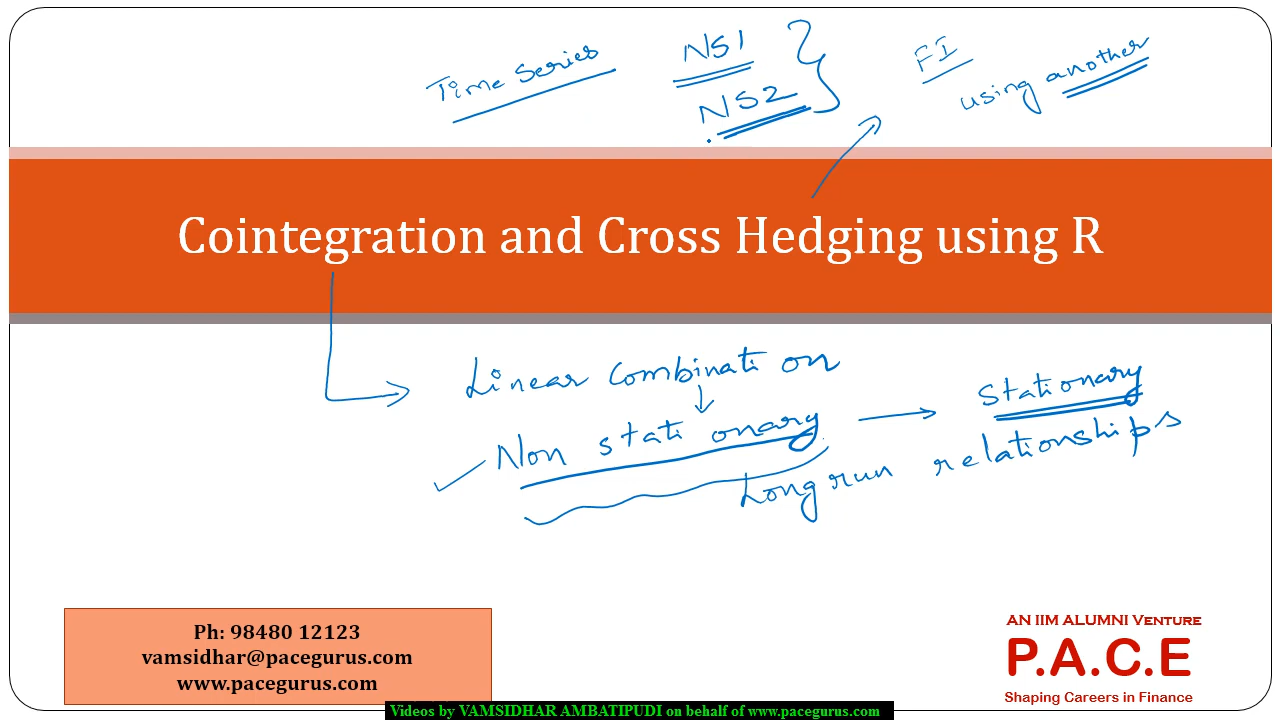 Time Series
NS1
NS2
FI
using another
Cointegration and Cross Hedging using R
Linear combination
Non stationary
stationary
Long run relationships
Ph: 98480 12123
vamsidhar@pacegurus.com
www.pacegurus.com
AN IIM ALUMNI VENTURE
P.A.C.E
Shaping Careers in Finance
Videos by VAMSIDHAR AMBATIPUDI on behalf of www.pacegurus.com